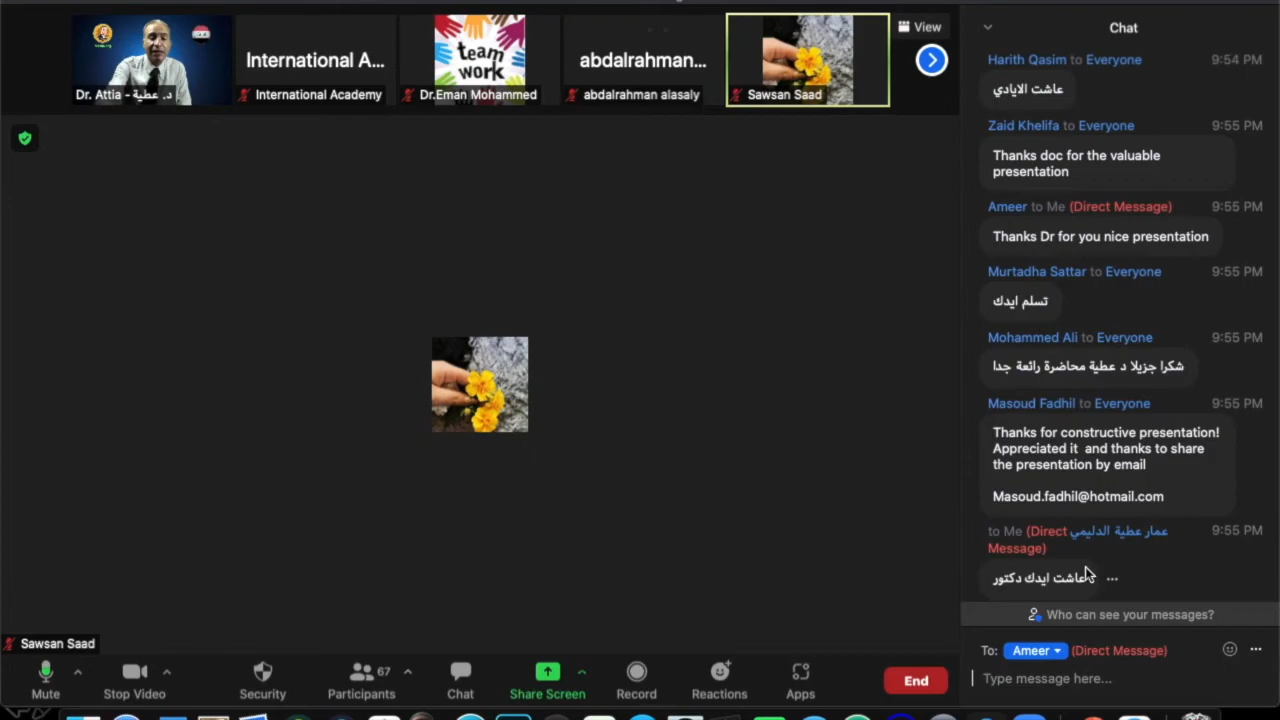 View
team
work
International A...
abdalrahman...
Dr. Attia - د. عطية
International Academy
Dr.Eman Mohammed
abdalrahman alasaly
Sawsan Saad
Chat
Harith Qasim to Everyone 9:54 PM
عاشت الايادي
Zaid Khelifa to Everyone 9:55 PM
Thanks doc for the valuable
presentation
Ameer to Me (Direct Message) 9:55 PM
Thanks Dr for you nice presentation
Murtadha Sattar to Everyone 9:55 PM
تسلم ايدك
Mohammed Ali to Everyone 9:55 PM
شكرا جزيلا د عطية محاضرة رائعة جدا
Masoud Fadhil to Everyone 9:55 PM
Thanks for constructive presentation!
Appreciated it and thanks to share
the presentation by email
Masoud.fadhil@hotmail.com
to Me (Direct عمار عطية الدليمي 9:55 PM
Message)
عاشت ايدك دكتور
Who can see your messages?
To: Ameer (Direct Message)
Type message here...
Sawsan Saad
67
Mute
Stop Video
Security
Participants
Chat
Share Screen
Record
Reactions
Apps
End